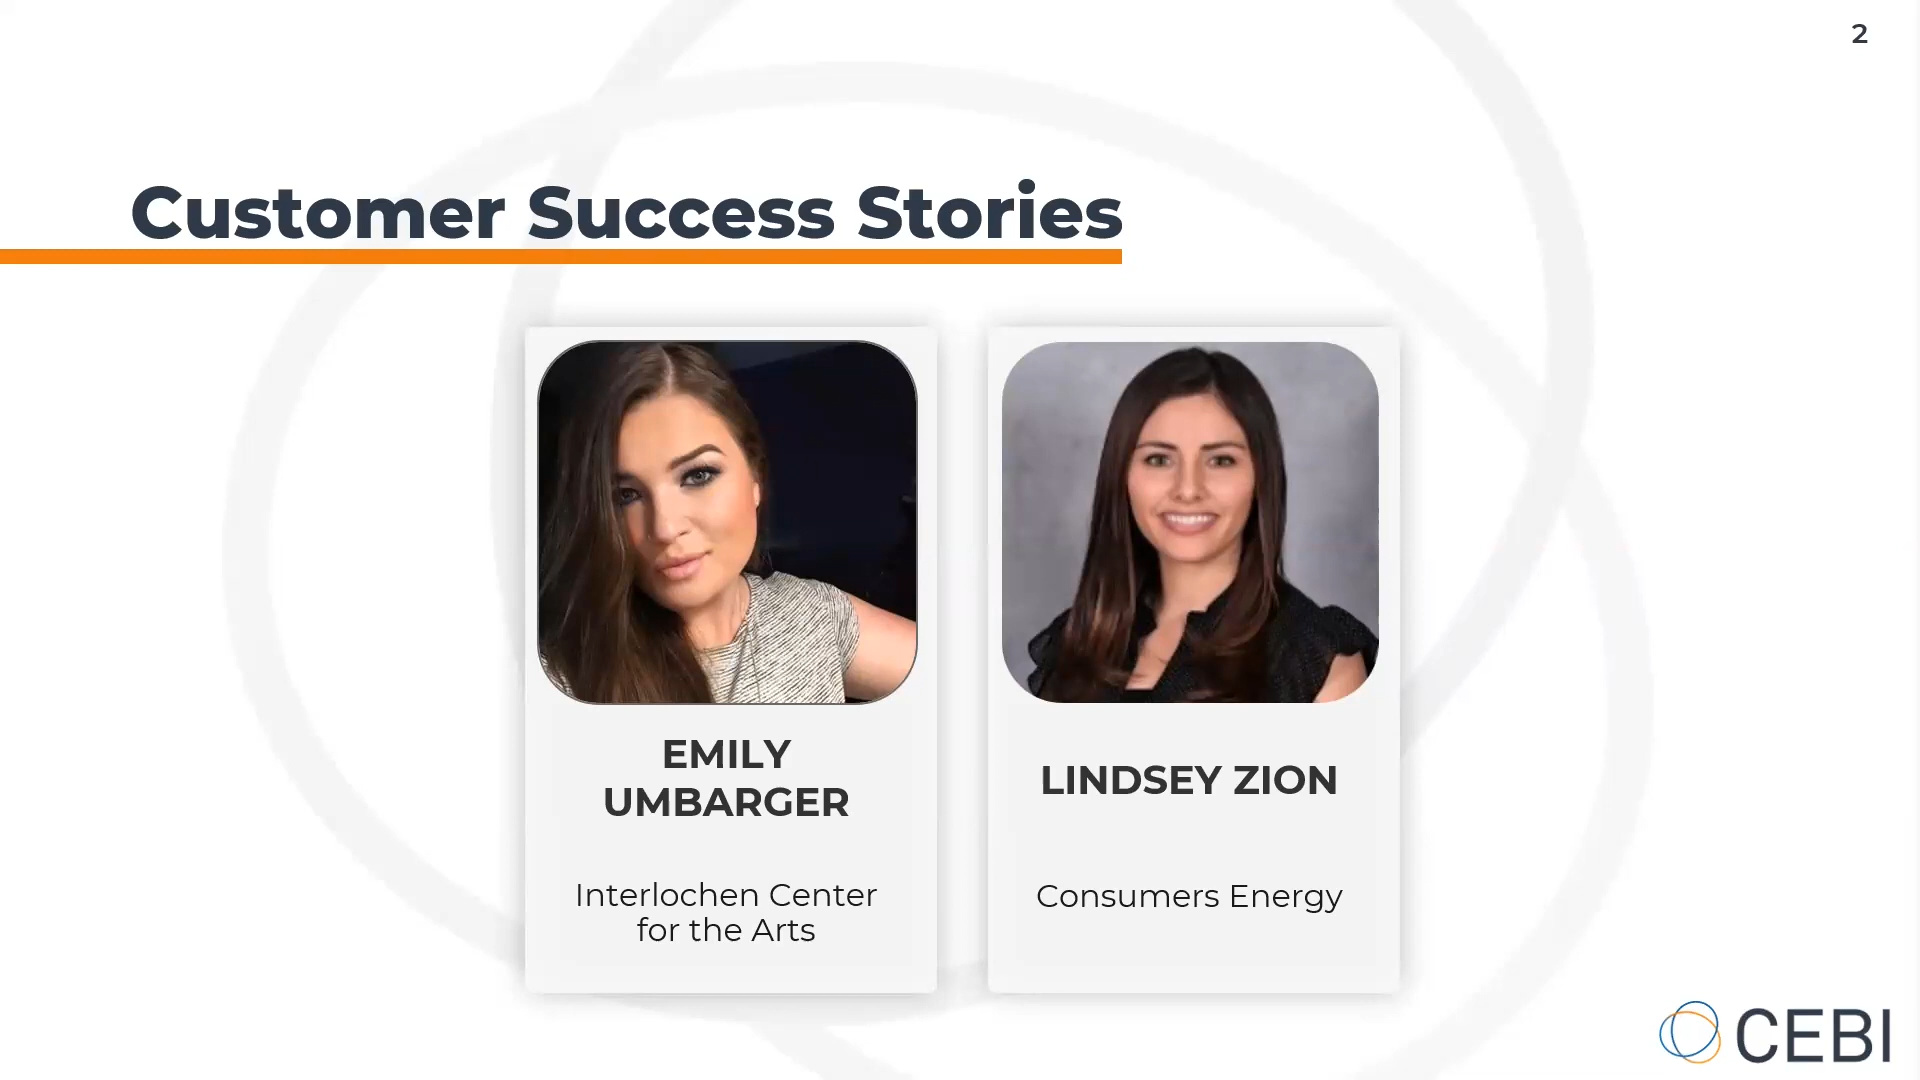 2
Customer Success Stories
EMILY
UMBARGER
Interlochen Center
for the Arts
LINDSEY ZION
Consumers Energy
CEBI